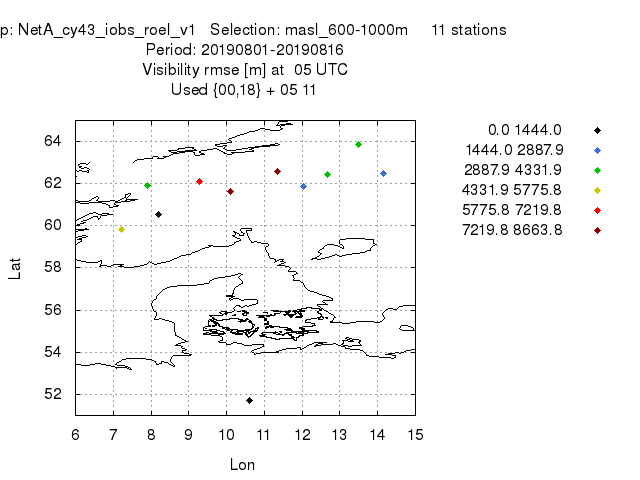 p: NetA_cy43_iobs_roel_v1 Selection: masl_600-1000m 11 stations
Period: 20190801-20190816
Visibility rmse [m] at 05 UTC
Used {00,18} + 05 11
0.0 1444.0
1444.0 2887.9
2887.9 4331.9
4331.9 5775.8
5775.8 7219.8
7219.8 8663.8
64
62
60
58
56
54
52
Lat
6 7 8 9 10 11 12 13 14 15
Lon